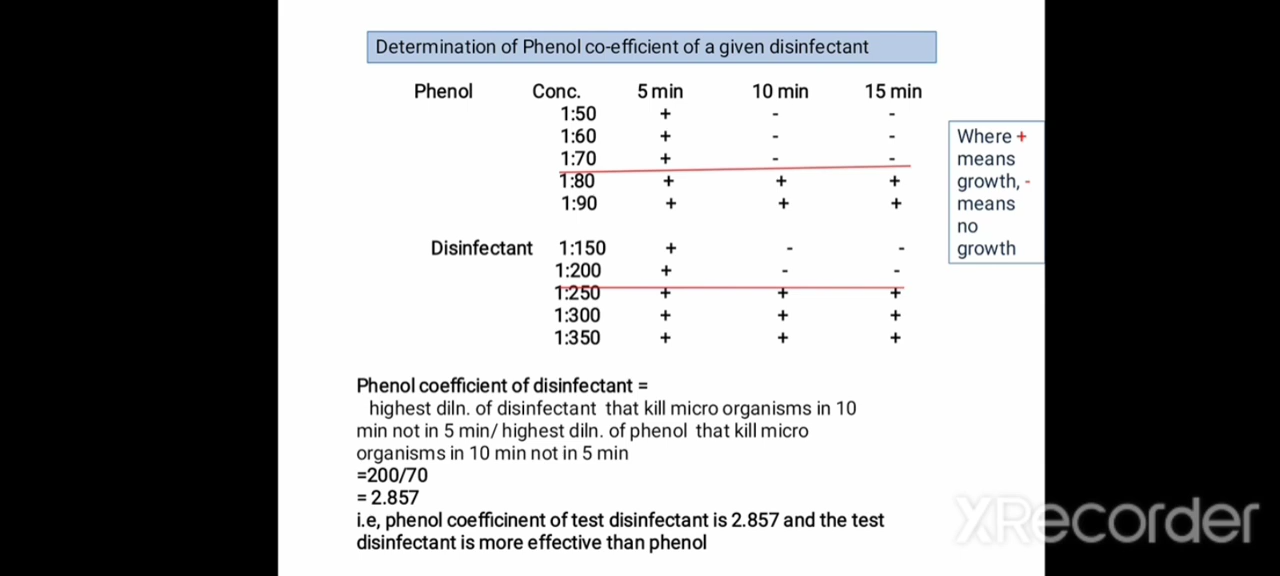 Determination of Phenol co-efficient of a given disinfectant
Phenol Conc. 5 min 10 min 15 min
1:50 + - -
1:60 + - -
1:70 + - -
1:80 + + +
1:90 + + +
Where +
means
growth, -
means
no
growth
Disinfectant 1:150 + - -
1:200 + - -
1:250 + + +
1:300 + + +
1:350 + + +
Phenol coefficient of disinfectant =
highest diln. of disinfectant that kill micro organisms in 10
min not in 5 min/ highest diln. of phenol that kill micro
organisms in 10 min not in 5 min
=200/70
= 2.857
i.e, phenol coefficinent of test disinfectant is 2.857 and the test
disinfectant is more effective than phenol
XRecorder